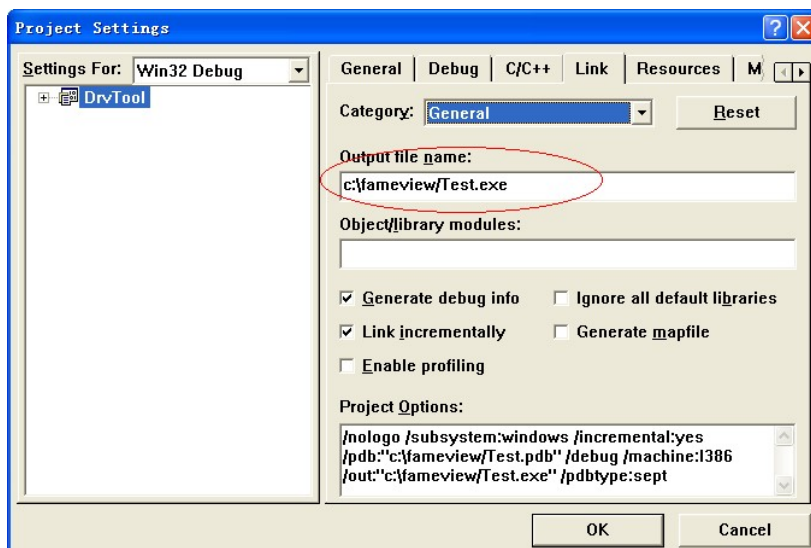 Project Settings
Settings For: Win32 Debug
DrvTool
General Debug C/C++ Link Resources M
Category: General Reset
Output file name:
c:\fameview/Test.exe
Object/library modules:
Generate debug info Ignore all default libraries
Link incrementally Generate mapfile
Enable profiling
Project Options:
/nologo /subsystem:windows /incremental:yes
/pdb:"c:\fameview/Test.pdb" /debug /machine:I386
/out:"c:\fameview/Test.exe" /pdbtype:sept
OK Cancel